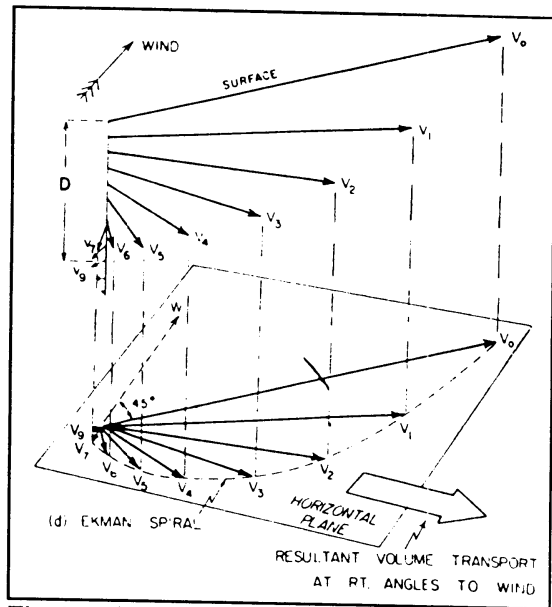 WIND
V₀
SURFACE
V₁
D
V₂
V₃
V₄
V₇ V₆ V₅
V₉
W
V₀
45°
V₁
V₉
V₇
V₆
V₅ V₄ V₃ V₂
(d) EKMAN SPIRAL
HORIZONTAL
PLANE
RESULTANT VOLUME TRANSPORT
AT RT. ANGLES TO WIND